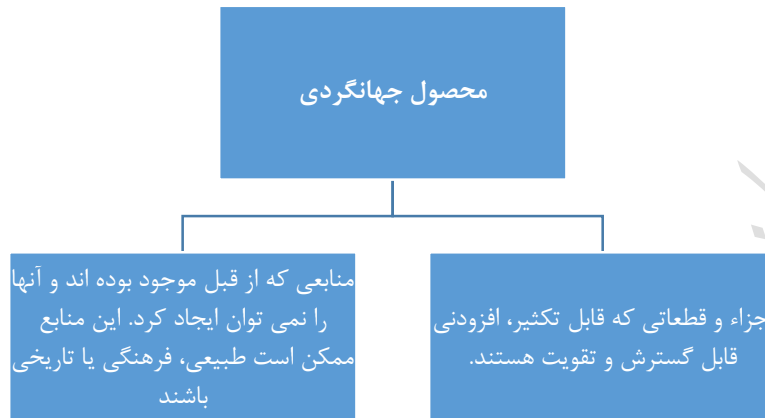 محصول جهانگردی
جزاء و قطعاتی که قابل تکثیر، افزودنی
قابل گسترش و تقویت هستند.
منابعی که از قبل موجود بوده اند و آنها
را نمی توان ایجاد کرد. این منابع
ممکن است طبیعی، فرهنگی یا تاریخی
باشند